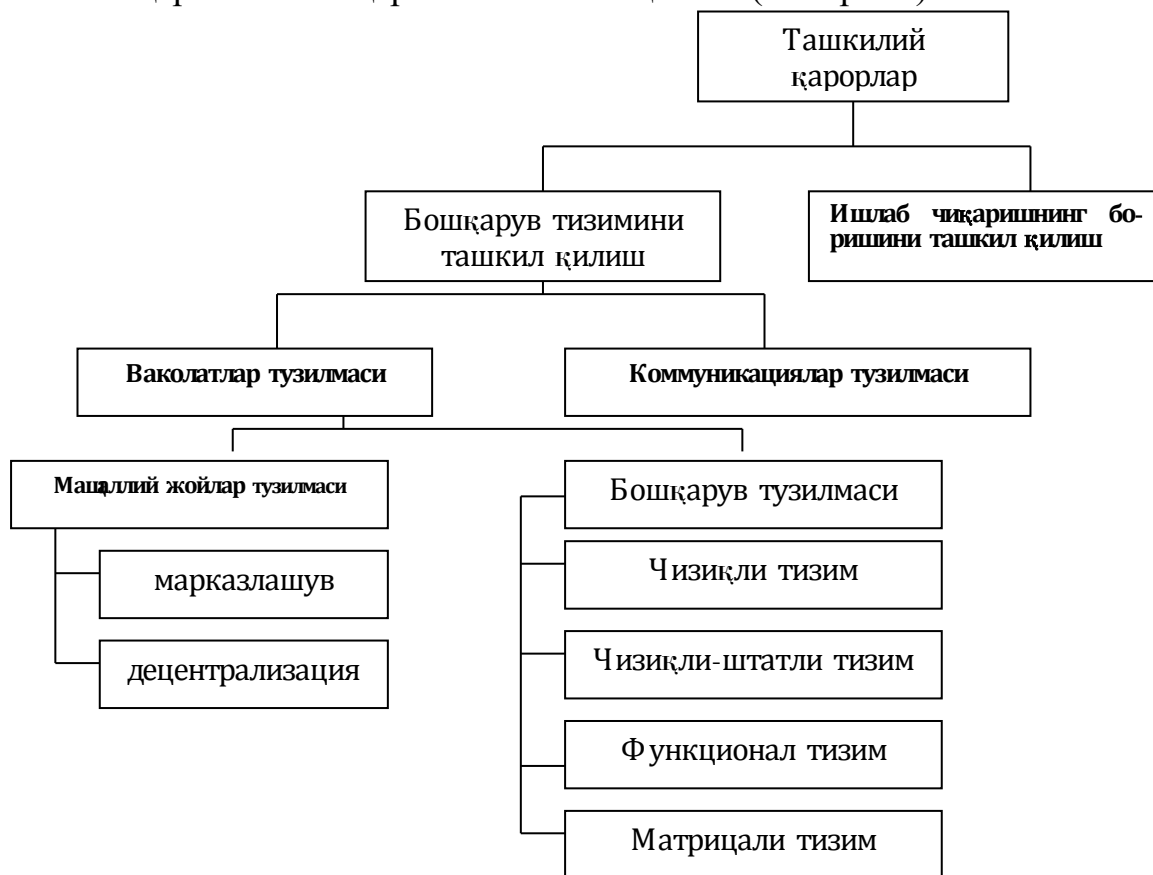 Ташкилий
қарорлар
Бошқарув тизимини
ташкил қилиш
Ишлаб чиқаришнинг бо-
ришини ташкил қилиш
Ваколатлар тузилмаси
Коммуникациялар тузилмаси
жойлар тузилмаси
Бошқарув тузилмаси
марказлашув
Чизиқли тизим
децентрализация
Чизиқли-штатли тизим
Функционал тизим
Матрицали тизим